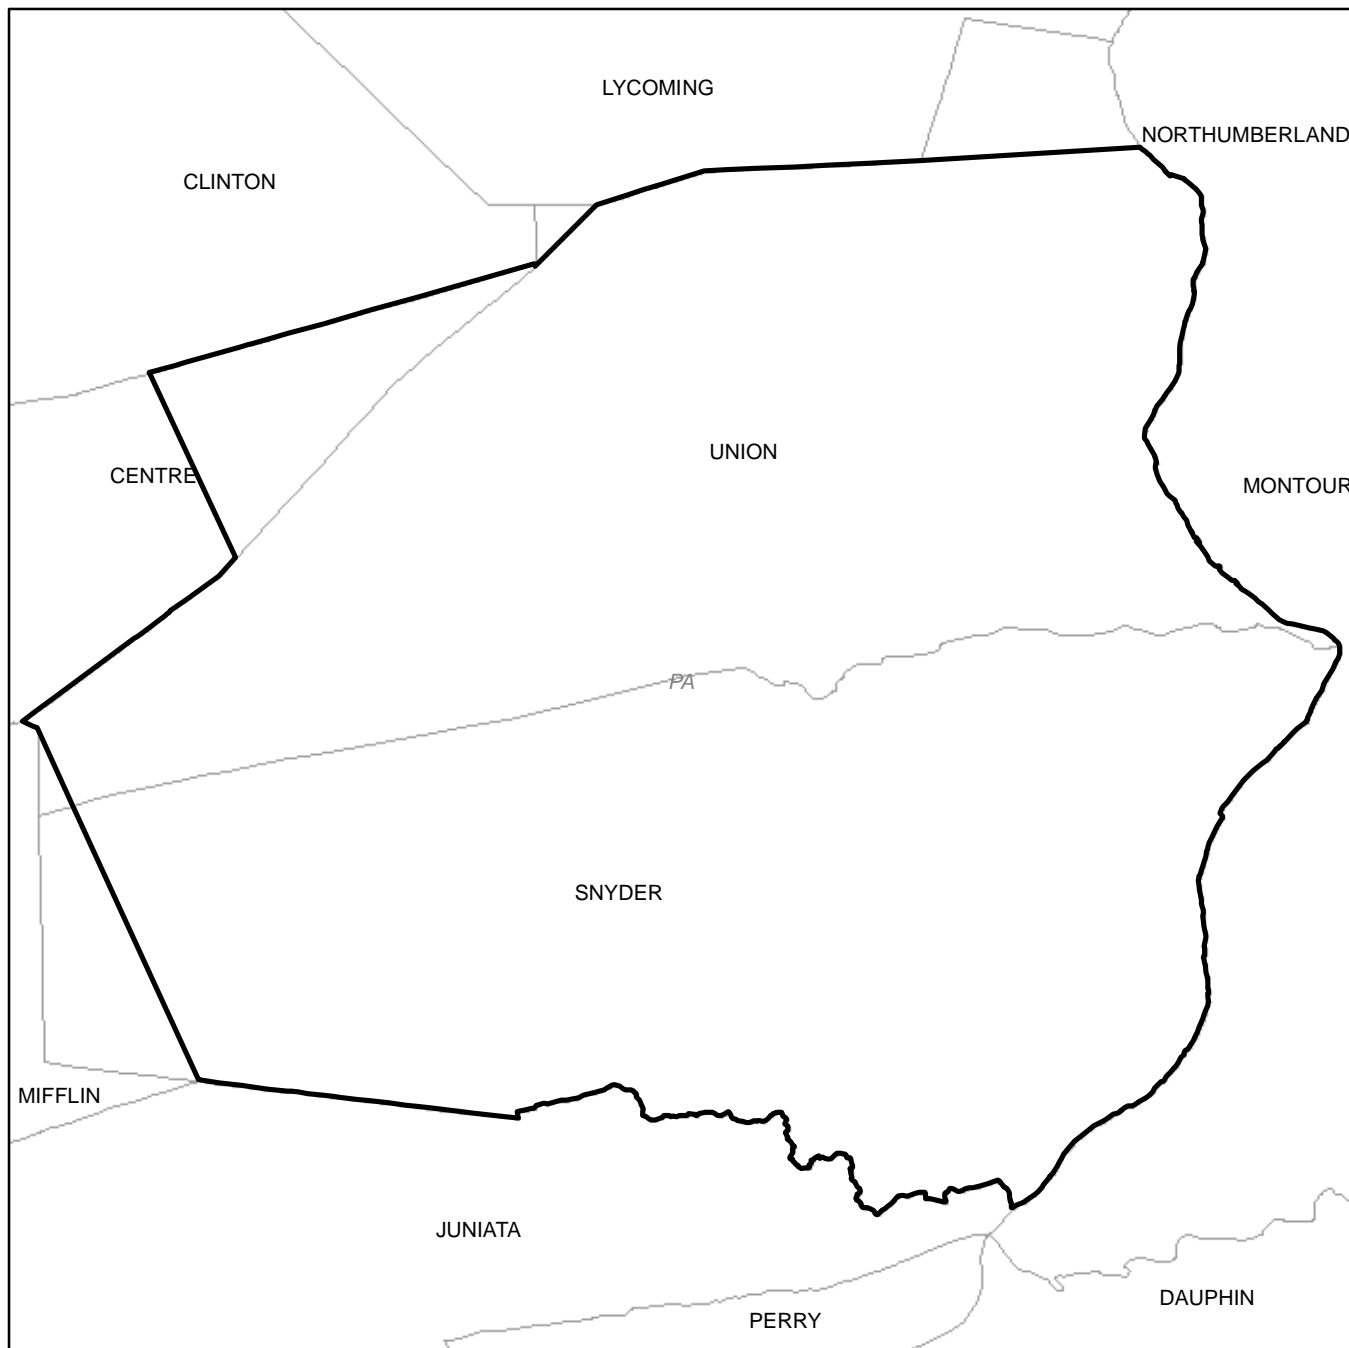 LYCOMING
NORTHUMBERLAND
CLINTON
UNION
CENTRE
MONTOUR
PA
SNYDER
MIFFLIN
JUNIATA
DAUPHIN
PERRY